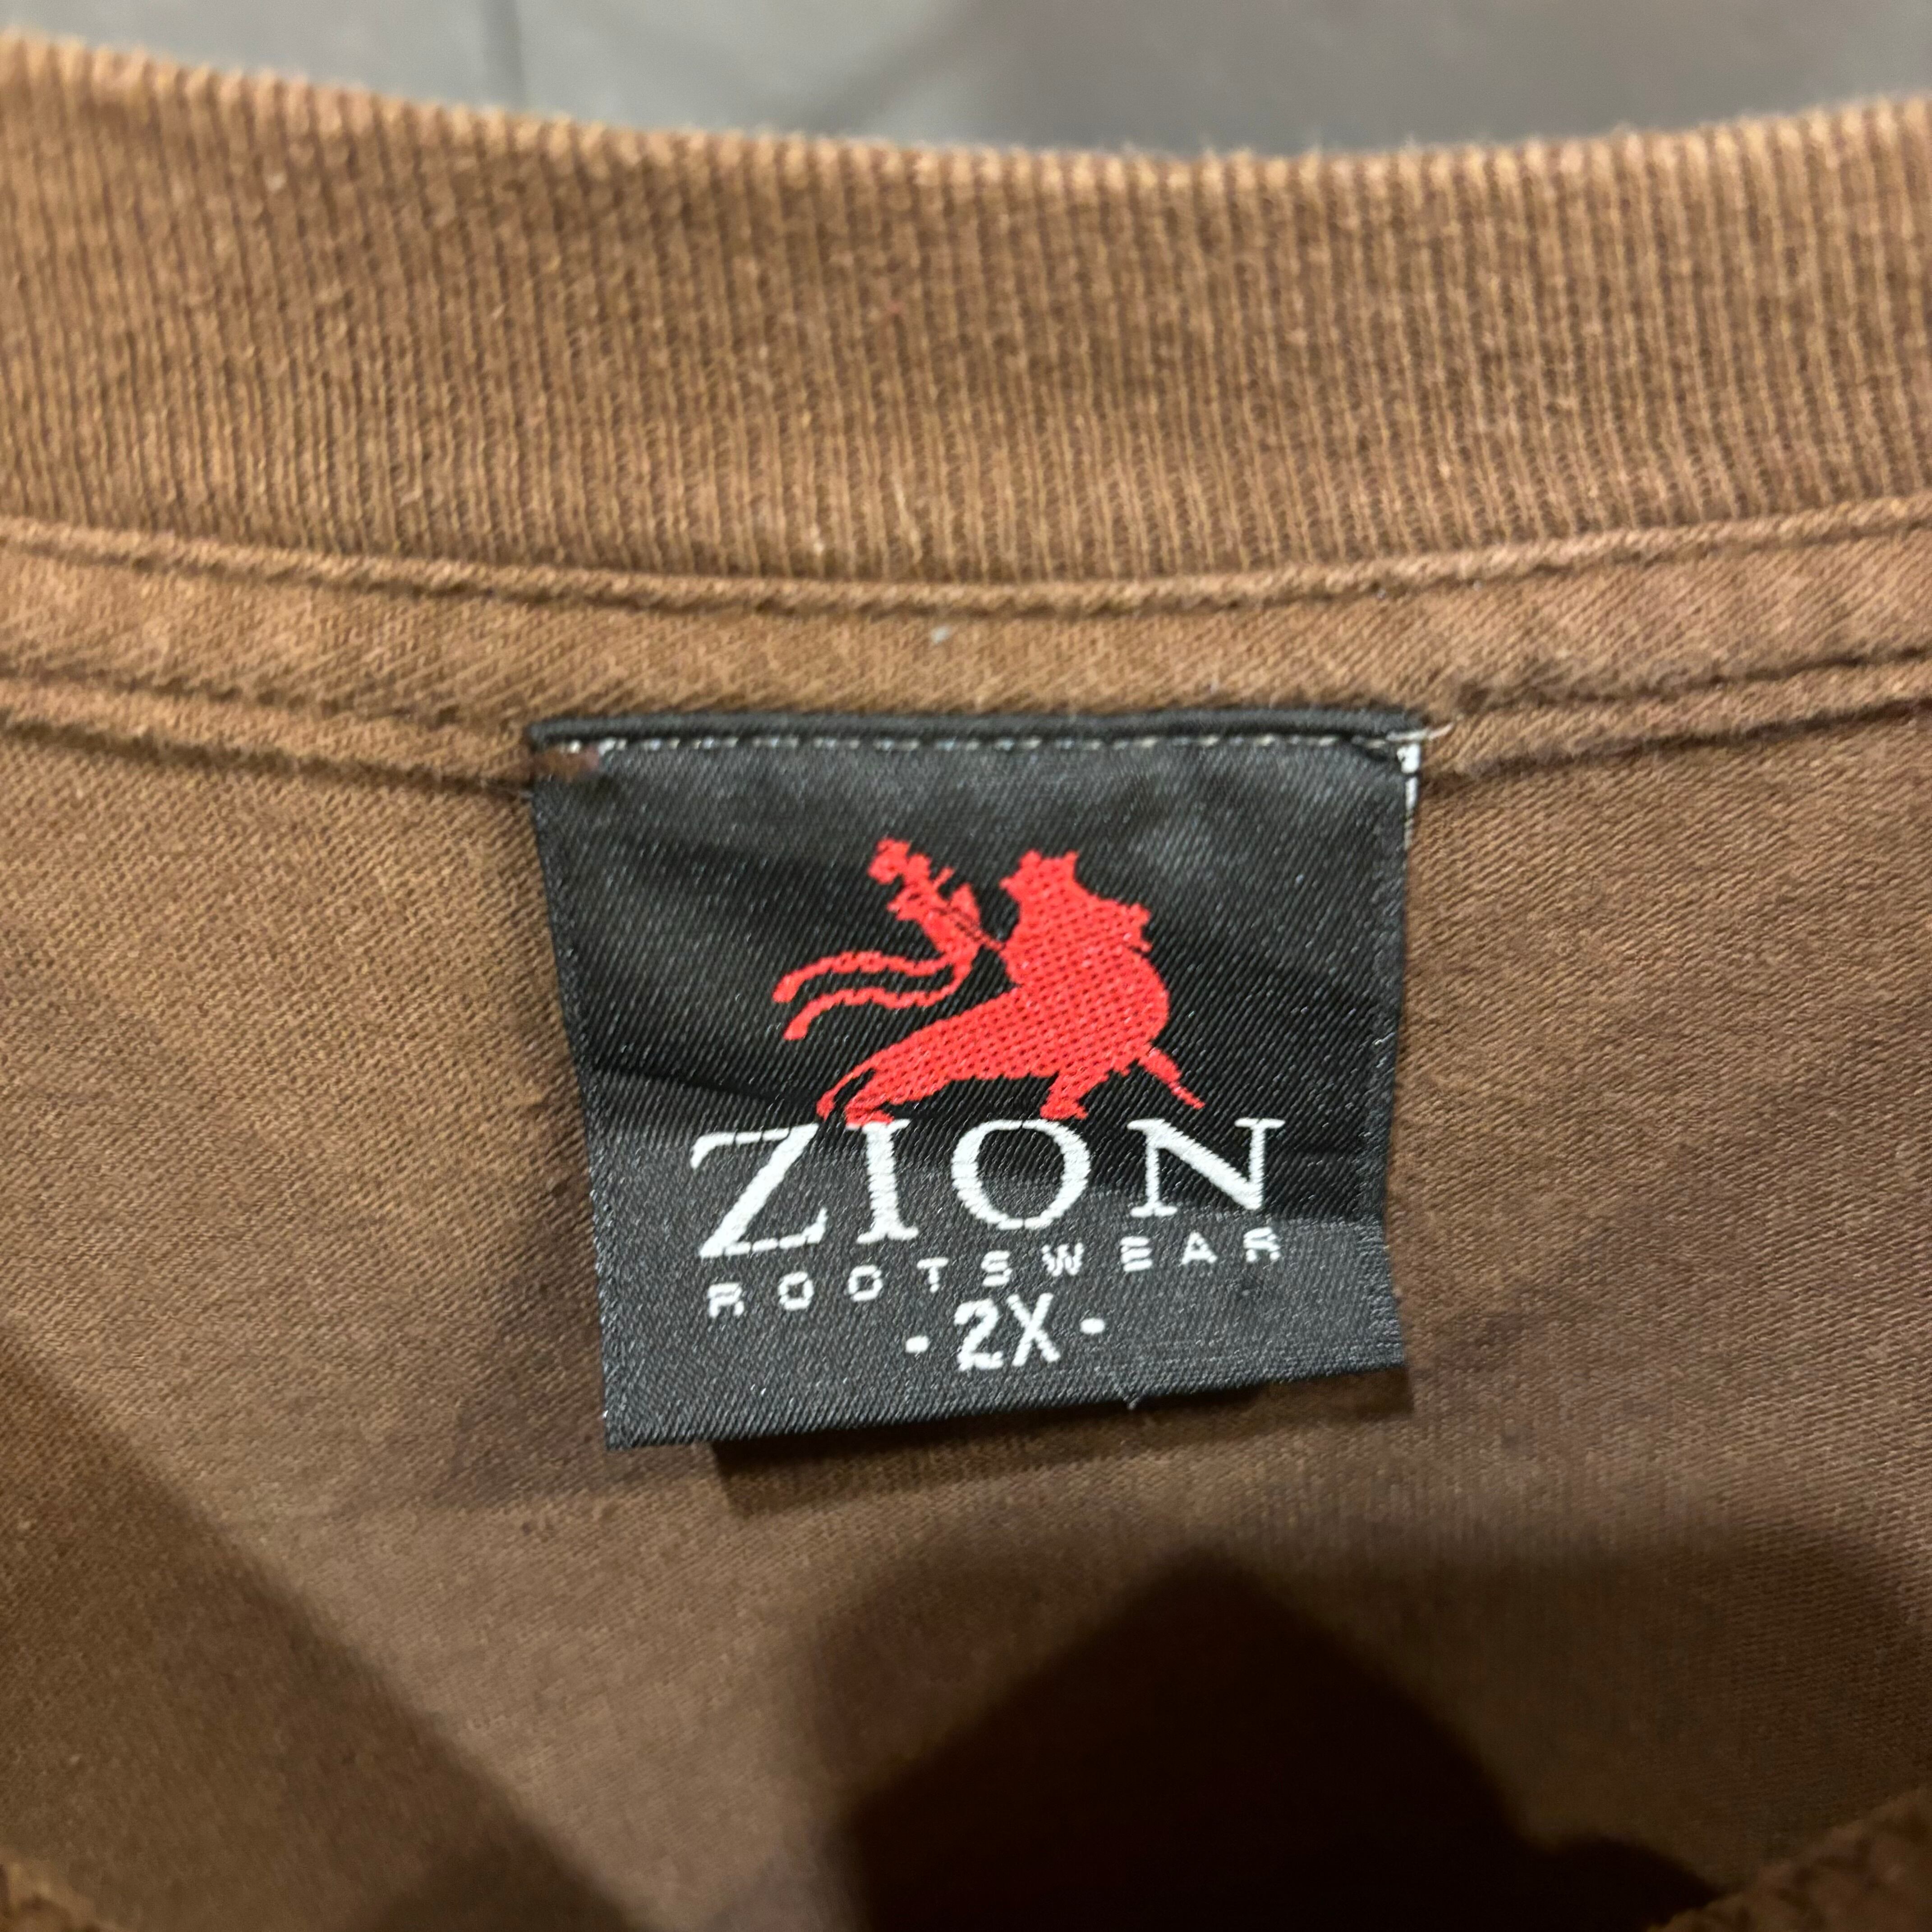 ZION
ROOTSWEAR
- 2X -